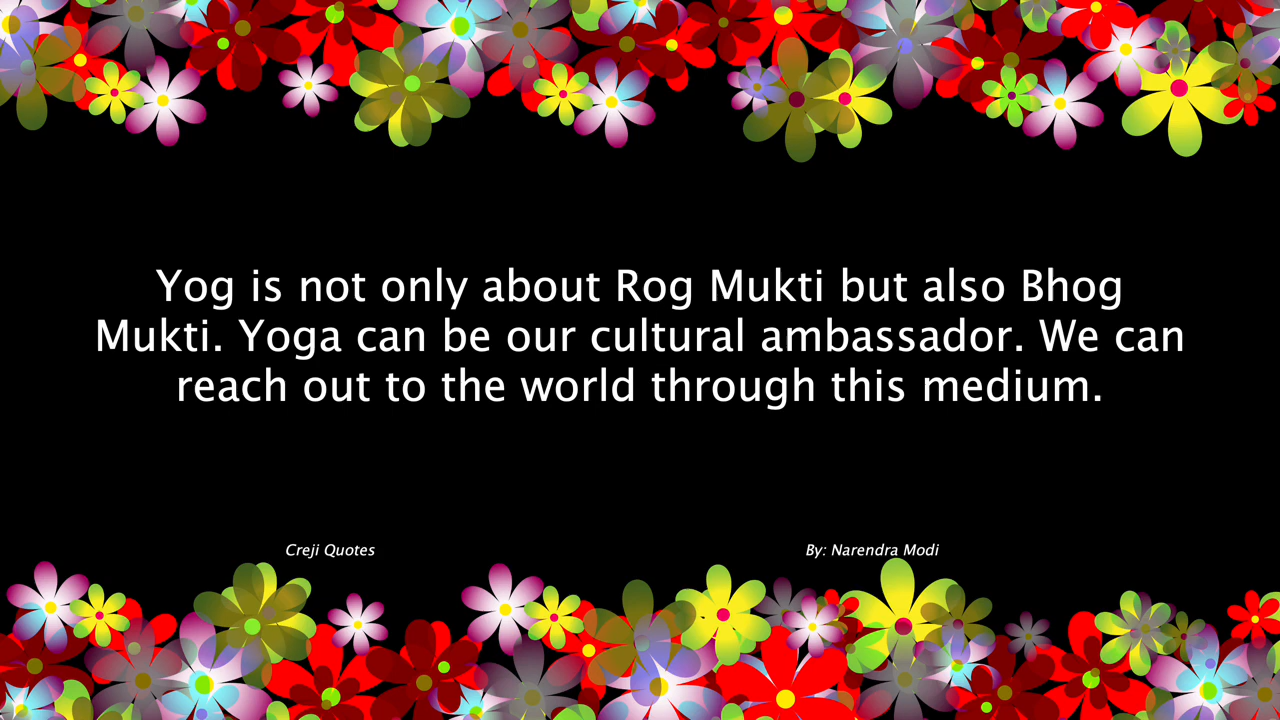 Yog is not only about Rog Mukti but also Bhog
Mukti. Yoga can be our cultural ambassador. We can
reach out to the world through this medium.
Creji Quotes
By: Narendra Modi